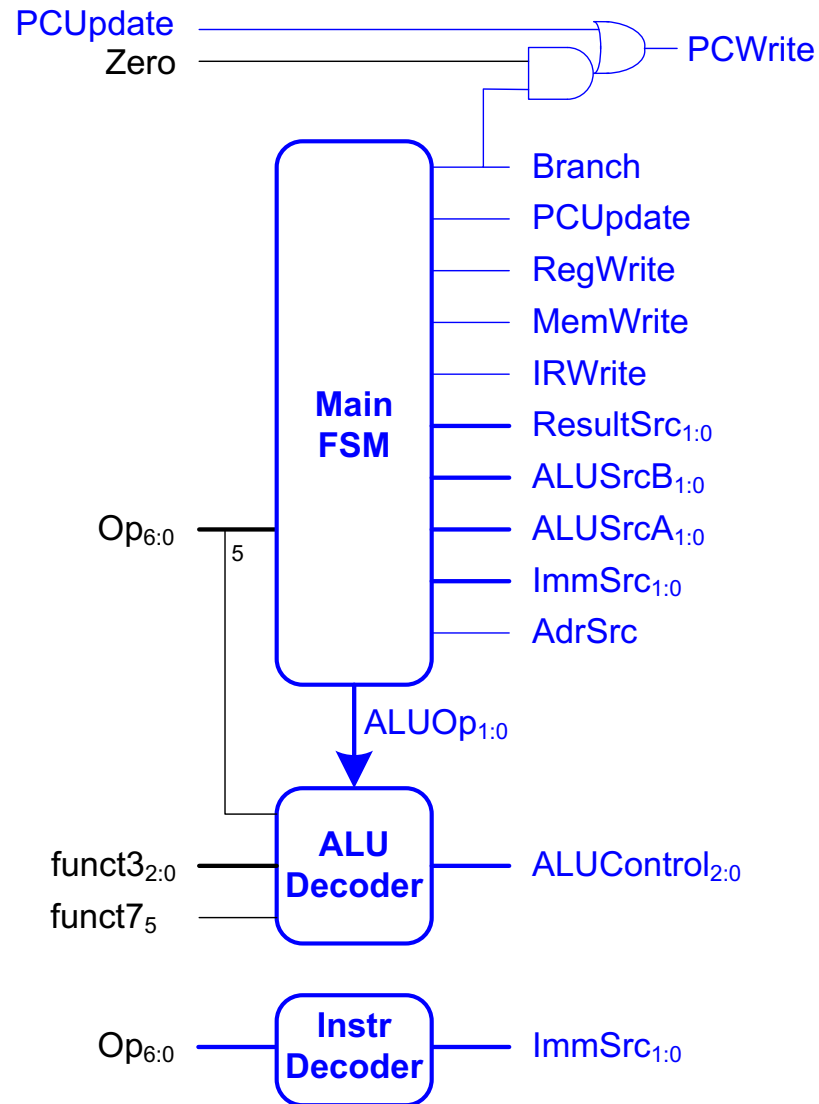 PCUpdate
Zero
PCWrite
Branch
PCUpdate
RegWrite
MemWrite
IRWrite
Main
FSM
ResultSrc1:0
ALUSrcB1:0
Op6:0
5
ALUSrcA1:0
ImmSrc1:0
AdrSrc
ALUOp1:0
ALU
Decoder
funct32:0
funct75
ALUControl2:0
Instr
Decoder
Op6:0
ImmSrc1:0